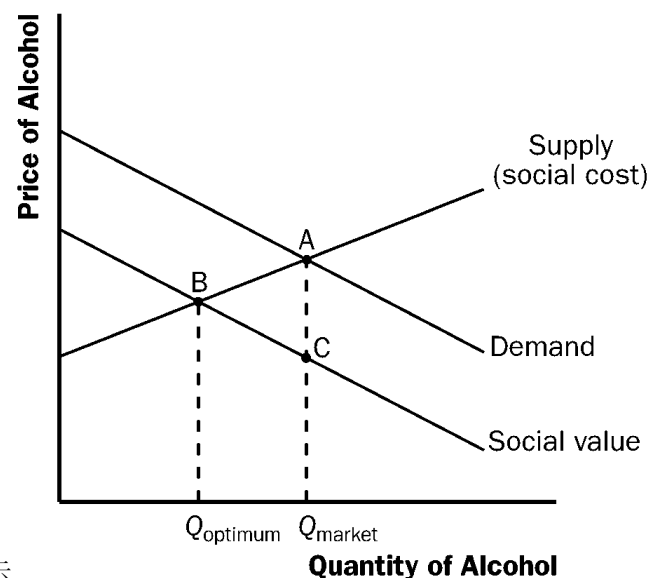 Price of Alcohol
Supply
(social cost)
A
B
C
Demand
Social value
Qoptimum Qmarket
Quantity of Alcohol